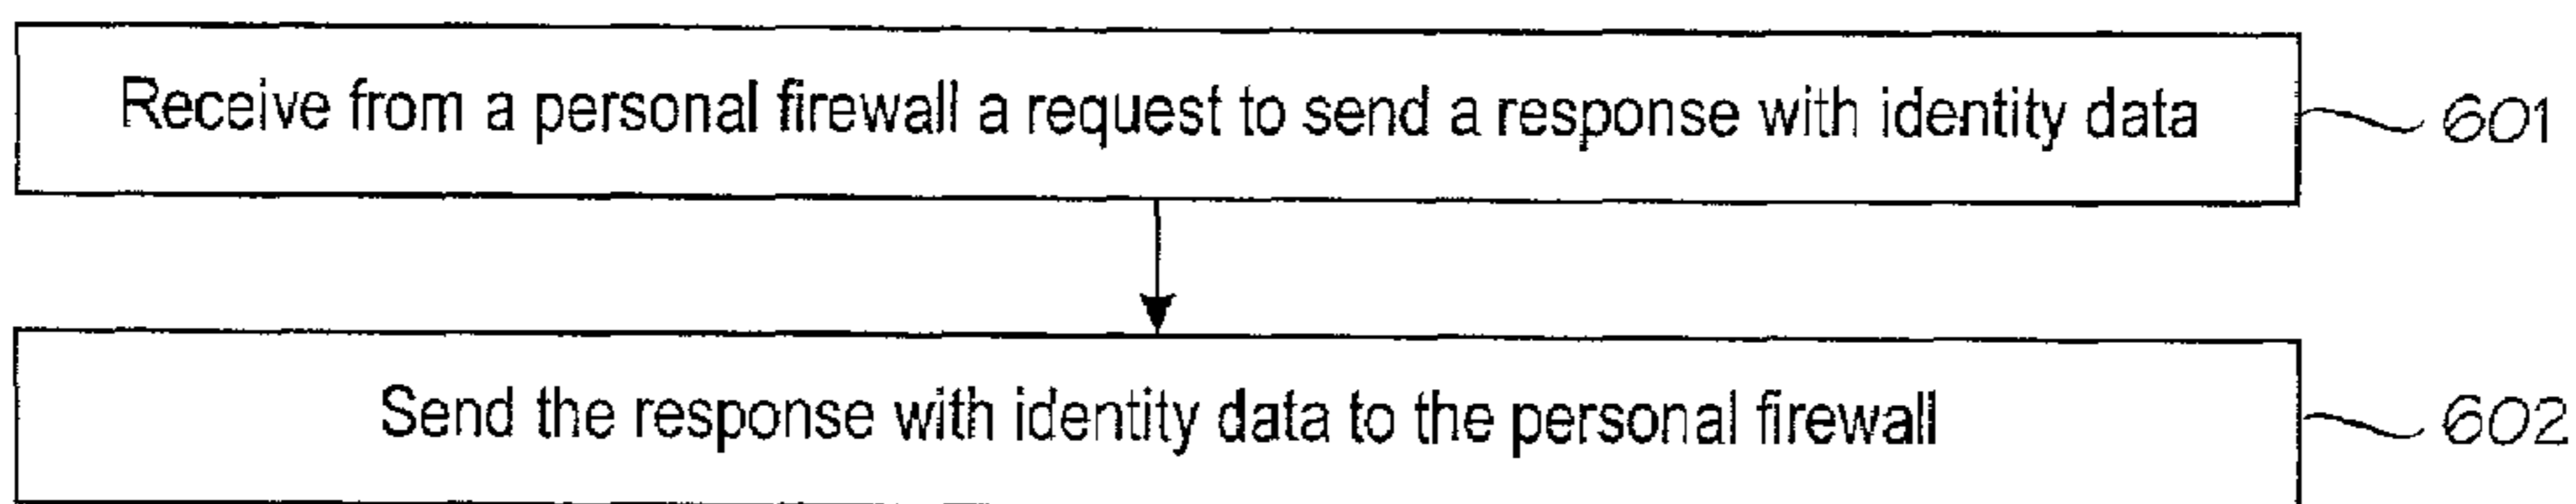 Receive from a personal firewall a request to send a response with identity data 601
Send the response with identity data to the personal firewall 602